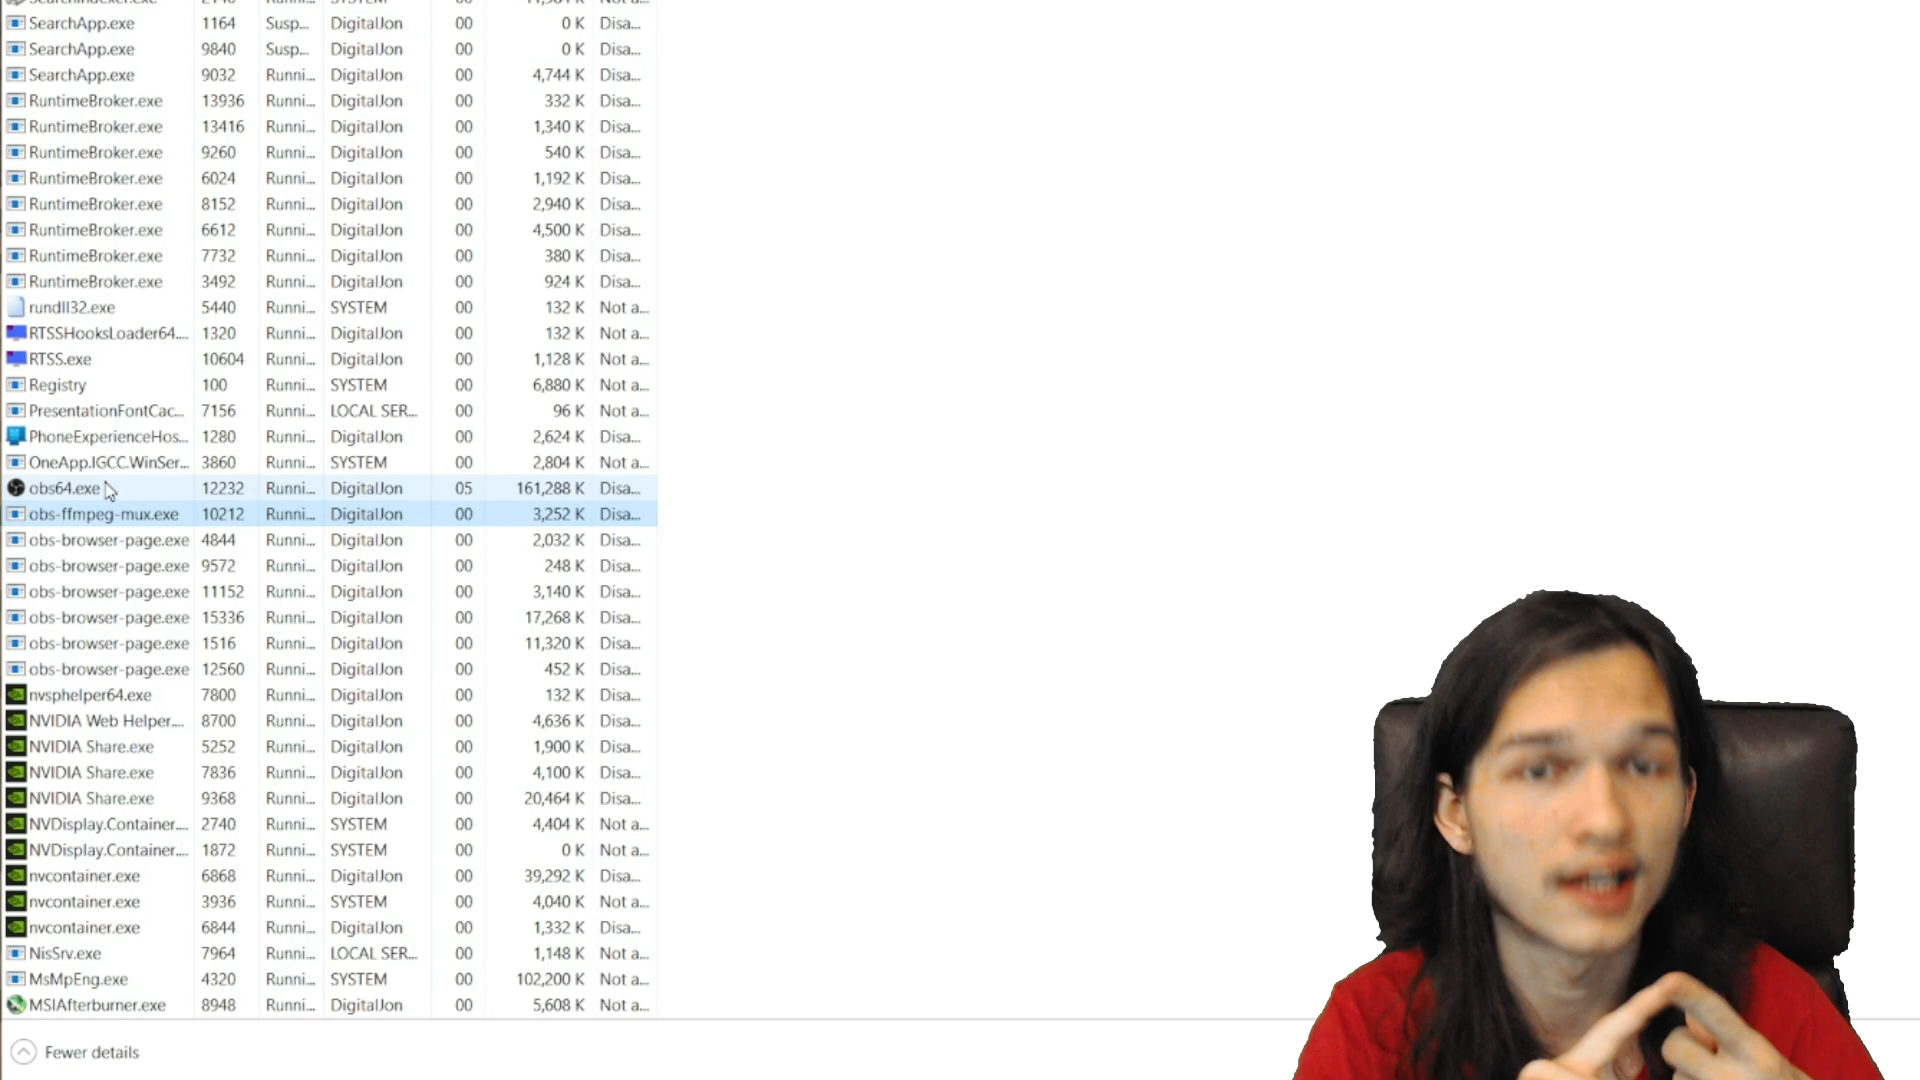 SearchApp.exe 1164 Susp... DigitalJon 00 0 K Disa...
SearchApp.exe 9840 Susp... DigitalJon 00 0 K Disa...
SearchApp.exe 9032 Runni... DigitalJon 00 4,744 K Disa...
RuntimeBroker.exe 13936 Runni... DigitalJon 00 332 K Disa...
RuntimeBroker.exe 13416 Runni... DigitalJon 00 1,340 K Disa...
RuntimeBroker.exe 9260 Runni... DigitalJon 00 540 K Disa...
RuntimeBroker.exe 6024 Runni... DigitalJon 00 1,192 K Disa...
RuntimeBroker.exe 8152 Runni... DigitalJon 00 2,940 K Disa...
RuntimeBroker.exe 6612 Runni... DigitalJon 00 4,500 K Disa...
RuntimeBroker.exe 7732 Runni... DigitalJon 00 380 K Disa...
RuntimeBroker.exe 3492 Runni... DigitalJon 00 924 K Disa...
rundll32.exe 5440 Runni... SYSTEM 00 132 K Not a...
RTSSHooksLoader64.... 1320 Runni... DigitalJon 00 132 K Not a...
RTSS.exe 10604 Runni... DigitalJon 00 1,128 K Not a...
Registry 100 Runni... SYSTEM 00 6,880 K Not a...
PresentationFontCac... 7156 Runni... LOCAL SER... 00 96 K Not a...
PhoneExperienceHos... 1280 Runni... DigitalJon 00 2,624 K Disa...
OneApp.IGCC.WinSer... 3860 Runni... SYSTEM 00 2,804 K Not a...
obs64.exe 12232 Runni... DigitalJon 05 161,288 K Disa...
obs-ffmpeg-mux.exe 10212 Runni... DigitalJon 00 3,252 K Disa...
obs-browser-page.exe 4844 Runni... DigitalJon 00 2,032 K Disa...
obs-browser-page.exe 9572 Runni... DigitalJon 00 248 K Disa...
obs-browser-page.exe 11152 Runni... DigitalJon 00 3,140 K Disa...
obs-browser-page.exe 15336 Runni... DigitalJon 00 17,268 K Disa...
obs-browser-page.exe 1516 Runni... DigitalJon 00 11,320 K Disa...
obs-browser-page.exe 12560 Runni... DigitalJon 00 452 K Disa...
nvsphelper64.exe 7800 Runni... DigitalJon 00 132 K Disa...
NVIDIA Web Helper.... 8700 Runni... DigitalJon 00 4,636 K Disa...
NVIDIA Share.exe 5252 Runni... DigitalJon 00 1,900 K Disa...
NVIDIA Share.exe 7836 Runni... DigitalJon 00 4,100 K Disa...
NVIDIA Share.exe 9368 Runni... DigitalJon 00 20,464 K Disa...
NVDisplay.Container.... 2740 Runni... SYSTEM 00 4,404 K Not a...
NVDisplay.Container.... 1872 Runni... SYSTEM 00 0 K Not a...
nvcontainer.exe 6868 Runni... DigitalJon 00 39,292 K Disa...
nvcontainer.exe 3936 Runni... SYSTEM 00 4,040 K Not a...
nvcontainer.exe 6844 Runni... DigitalJon 00 1,332 K Disa...
NisSrv.exe 7964 Runni... LOCAL SER... 00 1,148 K Not a...
MsMpEng.exe 4320 Runni... SYSTEM 00 102,200 K Not a...
MSIAfterburner.exe 8948 Runni... DigitalJon 00 5,608 K Not a...
Fewer details